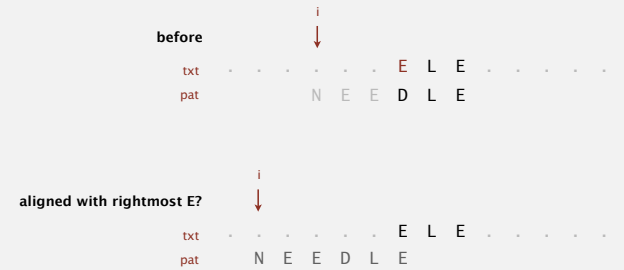 i
before
txt . . . . . . E L E . . . . .
pat N E E D L E
i
aligned with rightmost E?
txt . . . . . . E L E . . . . .
pat N E E D L E